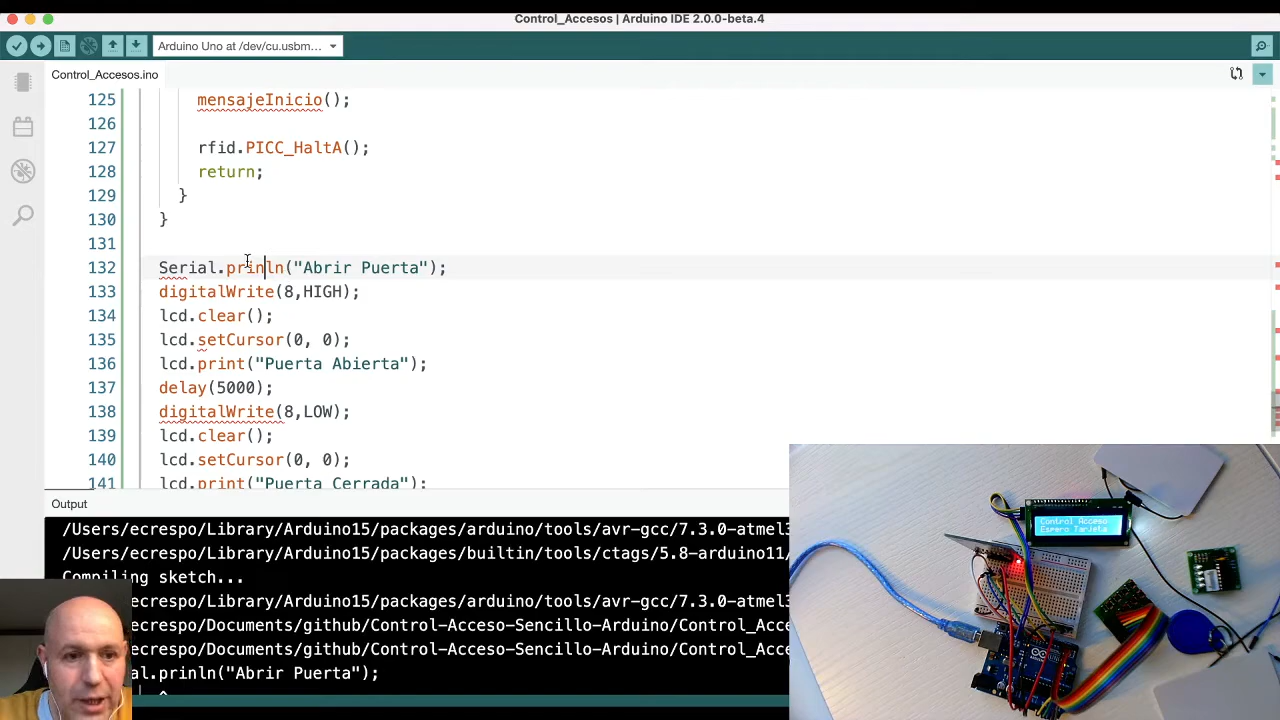 Control_Accesos | Arduino IDE 2.0.0-beta.4
Arduino Uno at /dev/cu.usbm...
Control_Accesos.ino
125 mensajeInicio();
126
127 rfid.PICC_HaltA();
128 return;
129 }
130 }
131
132 Serial.prinln("Abrir Puerta");
133 digitalWrite(8,HIGH);
134 lcd.clear();
135 lcd.setCursor(0, 0);
136 lcd.print("Puerta Abierta");
137 delay(5000);
138 digitalWrite(8,LOW);
139 lcd.clear();
140 lcd.setCursor(0, 0);
141 lcd.print("Puerta Cerrada");
Output
/Users/ecrespo/Library/Arduino15/packages/arduino/tools/avr-gcc/7.3.0-atmel3
/Users/ecrespo/Library/Arduino15/packages/builtin/tools/ctags/5.8-arduino11/
Compiling sketch...
ecrespo/Library/Arduino15/packages/arduino/tools/avr-gcc/7.3.0-atmel3
ecrespo/Documents/github/Control-Acceso-Sencillo-Arduino/Control_Acce
ecrespo/Documents/github/Control-Acceso-Sencillo-Arduino/Control_Acce
al.prinln("Abrir Puerta");
^
Control Acceso
Espero Tarjeta